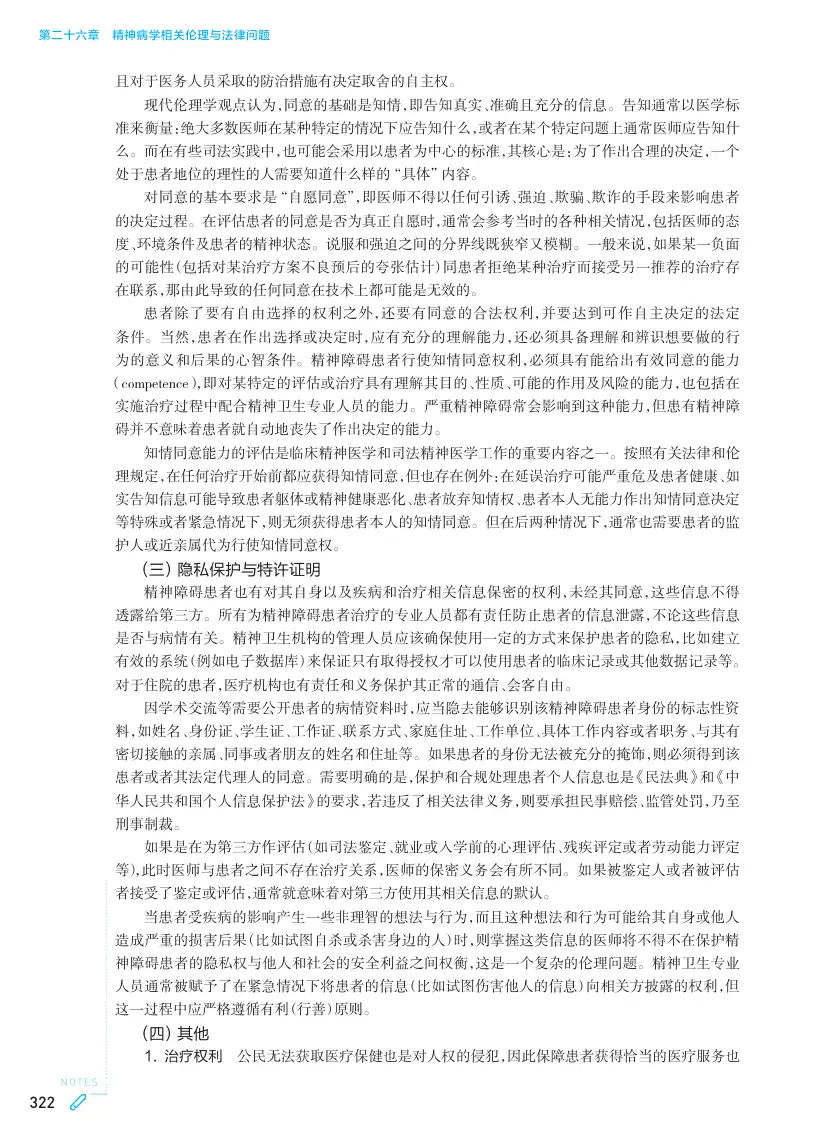 第二十六章　精神病学相关伦理与法律问题
且对于医务人员采取的防治措施有决定取舍的自主权。
现代伦理学观点认为,同意的基础是知情,即告知真实、准确且充分的信息。告知通常以医学标
准来衡量:绝大多数医师在某种特定的情况下应告知什么,或者在某个特定问题上通常医师应告知什
么。而在有些司法实践中,也可能会采用以患者为中心的标准,其核心是:为了作出合理的决定,一个
处于患者地位的理性的人需要知道什么样的“具体”内容。
对同意的基本要求是“自愿同意”,即医师不得以任何引诱、强迫、欺骗、欺诈的手段来影响患者
的决定过程。在评估患者的同意是否为真正自愿时,通常会参考当时的各种相关情况,包括医师的态
度、环境条件及患者的精神状态。说服和强迫之间的分界线既狭窄又模糊。一般来说,如果某一负面
的可能性(包括对某治疗方案不良预后的夸张估计)同患者拒绝某种治疗而接受另一推荐的治疗存
在联系,那由此导致的任何同意在技术上都可能是无效的。
患者除了要有自由选择的权利之外,还要有同意的合法权利,并要达到可作自主决定的法定
条件。当然,患者在作出选择或决定时,应有充分的理解能力,还必须具备理解和辨识想要做的行
为的意义和后果的心智条件。精神障碍患者行使知情同意权利,必须具有能给出有效同意的能力
(competence),即对某特定的评估或治疗具有理解其目的、性质、可能的作用及风险的能力,也包括在
实施治疗过程中配合精神卫生专业人员的能力。严重精神障碍常会影响到这种能力,但患有精神障
碍并不意味着患者就自动地丧失了作出决定的能力。
知情同意能力的评估是临床精神医学和司法精神医学工作的重要内容之一。按照有关法律和伦
理规定,在任何治疗开始前都应获得知情同意,但也存在例外:在延误治疗可能严重危及患者健康、如
实告知信息可能导致患者躯体或精神健康恶化、患者放弃知情权、患者本人无能力作出知情同意决定
等特殊或者紧急情况下,则无须获得患者本人的知情同意。但在后两种情况下,通常也需要患者的监
护人或近亲属代为行使知情同意权。
(三) 隐私保护与特许证明
精神障碍患者也有对其自身以及疾病和治疗相关信息保密的权利,未经其同意,这些信息不得
透露给第三方。所有为精神障碍患者治疗的专业人员都有责任防止患者的信息泄露,不论这些信息
是否与病情有关。精神卫生机构的管理人员应该确保使用一定的方式来保护患者的隐私,比如建立
有效的系统(例如电子数据库)来保证只有取得授权才可以使用患者的临床记录或其他数据记录等。
对于住院的患者,医疗机构也有责任和义务保护其正常的通信、会客自由。
因学术交流等需要公开患者的病情资料时,应当隐去能够识别该精神障碍患者身份的标志性资
料,如姓名、身份证、学生证、工作证、联系方式、家庭住址、工作单位、具体工作内容或者职务、与其有
密切接触的亲属、同事或者朋友的姓名和住址等。如果患者的身份无法被充分的掩饰,则必须得到该
患者或者其法定代理人的同意。需要明确的是,保护和合规处理患者个人信息也是《民法典》和《中
华人民共和国个人信息保护法》的要求,若违反了相关法律义务,则要承担民事赔偿、监管处罚,乃至
刑事制裁。
如果是在为第三方作评估(如司法鉴定、就业或入学前的心理评估、残疾评定或者劳动能力评定
等),此时医师与患者之间不存在治疗关系,医师的保密义务会有所不同。如果被鉴定人或者被评估
者接受了鉴定或评估,通常就意味着对第三方使用其相关信息的默认。
当患者受疾病的影响产生一些非理智的想法与行为,而且这种想法和行为可能给其自身或他人
造成严重的损害后果(比如试图自杀或杀害身边的人)时,则掌握这类信息的医师将不得不在保护精
神障碍患者的隐私权与他人和社会的安全利益之间权衡,这是一个复杂的伦理问题。精神卫生专业
人员通常被赋予了在紧急情况下将患者的信息(比如试图伤害他人的信息)向相关方披露的权利,但
这一过程中应严格遵循有利(行善)原则。
(四) 其他
1. 治疗权利　公民无法获取医疗保健也是对人权的侵犯,因此保障患者获得恰当的医疗服务也
NOTES
322